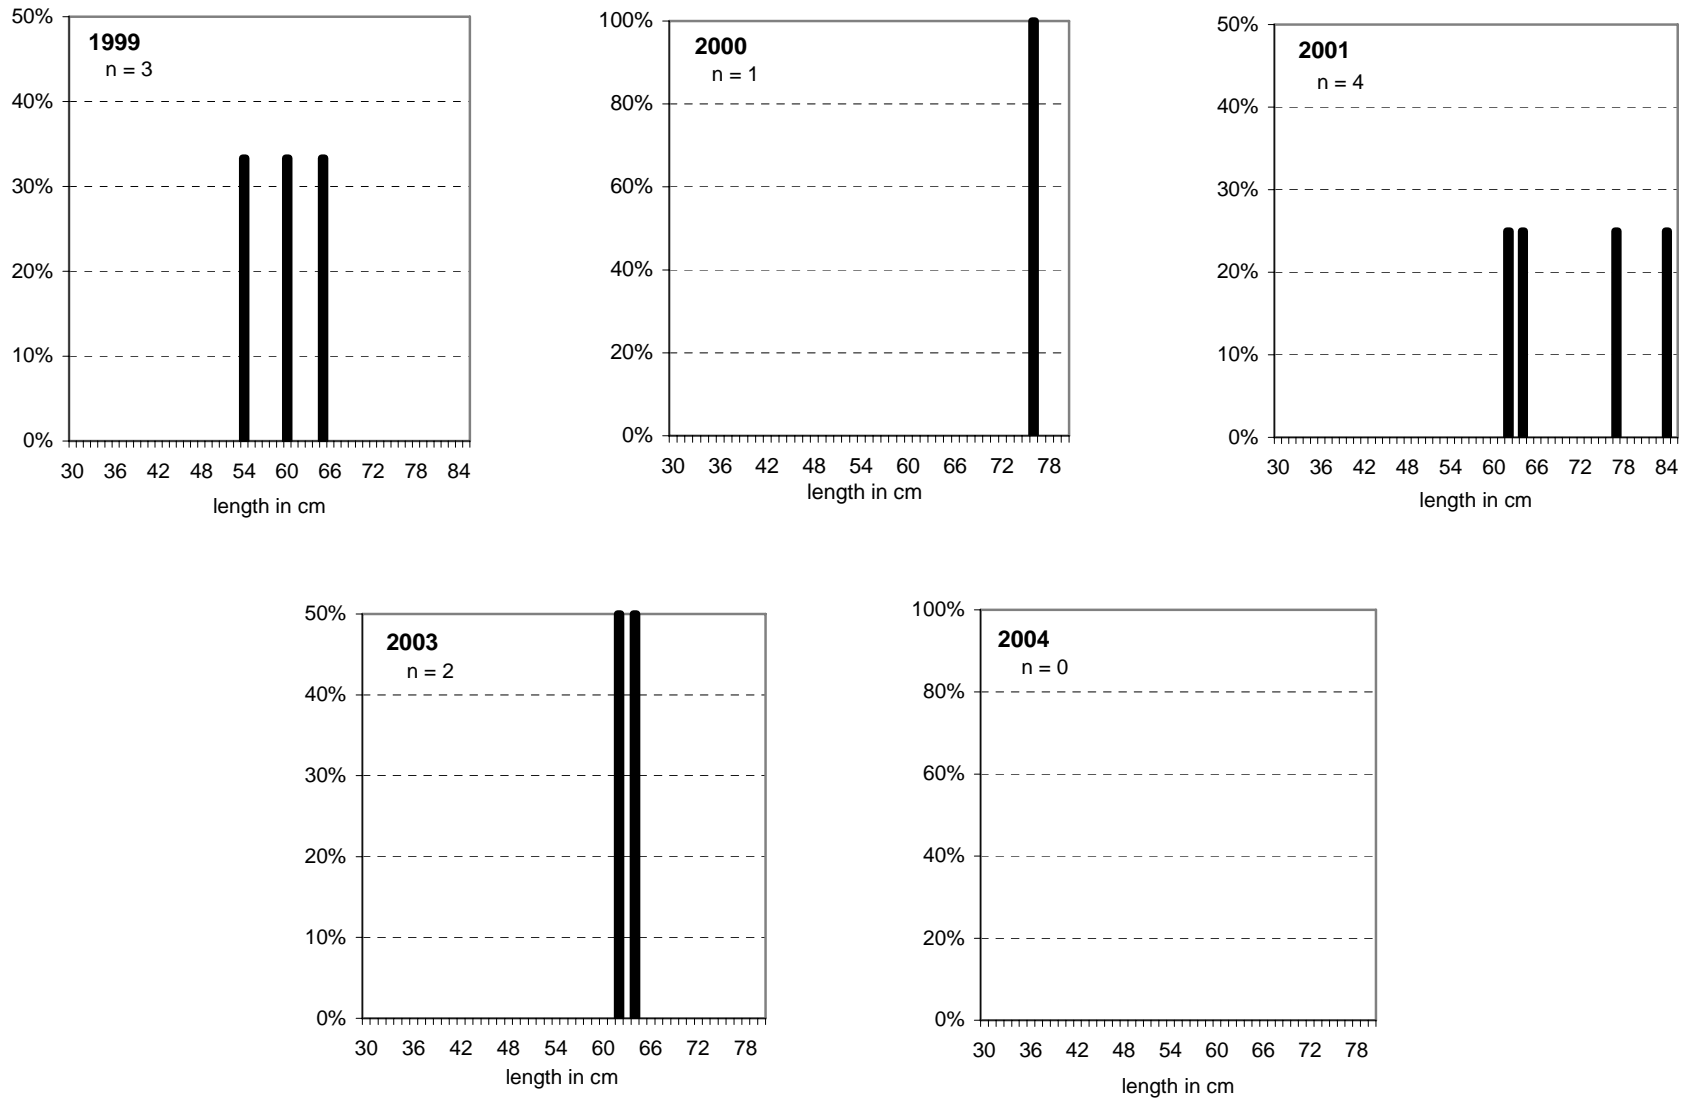 1999
n = 3
50%
40%
30%
20%
10%
0%
30 36 42 48 54 60 66 72 78 84
length in cm
2000
n = 1
100%
80%
60%
40%
20%
0%
30 36 42 48 54 60 66 72 78
length in cm
2001
n = 4
50%
40%
30%
20%
10%
0%
30 36 42 48 54 60 66 72 78 84
length in cm
2003
n = 2
50%
40%
30%
20%
10%
0%
30 36 42 48 54 60 66 72 78
length in cm
2004
n = 0
100%
80%
60%
40%
20%
0%
30 36 42 48 54 60 66 72 78
length in cm